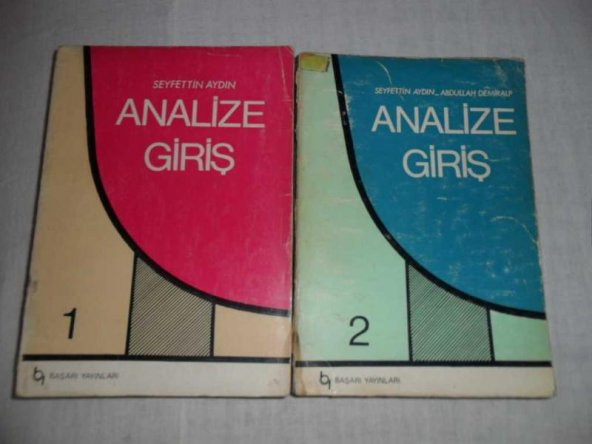 SEYFETTİN AYDIN
ANALİZE
GİRİŞ
1
BAŞARI YAYINLARI
SEYFETTİN AYDIN_ ABDULLAH DEMİRALP
ANALİZE
GİRİŞ
2
BAŞARI YAYINLARI